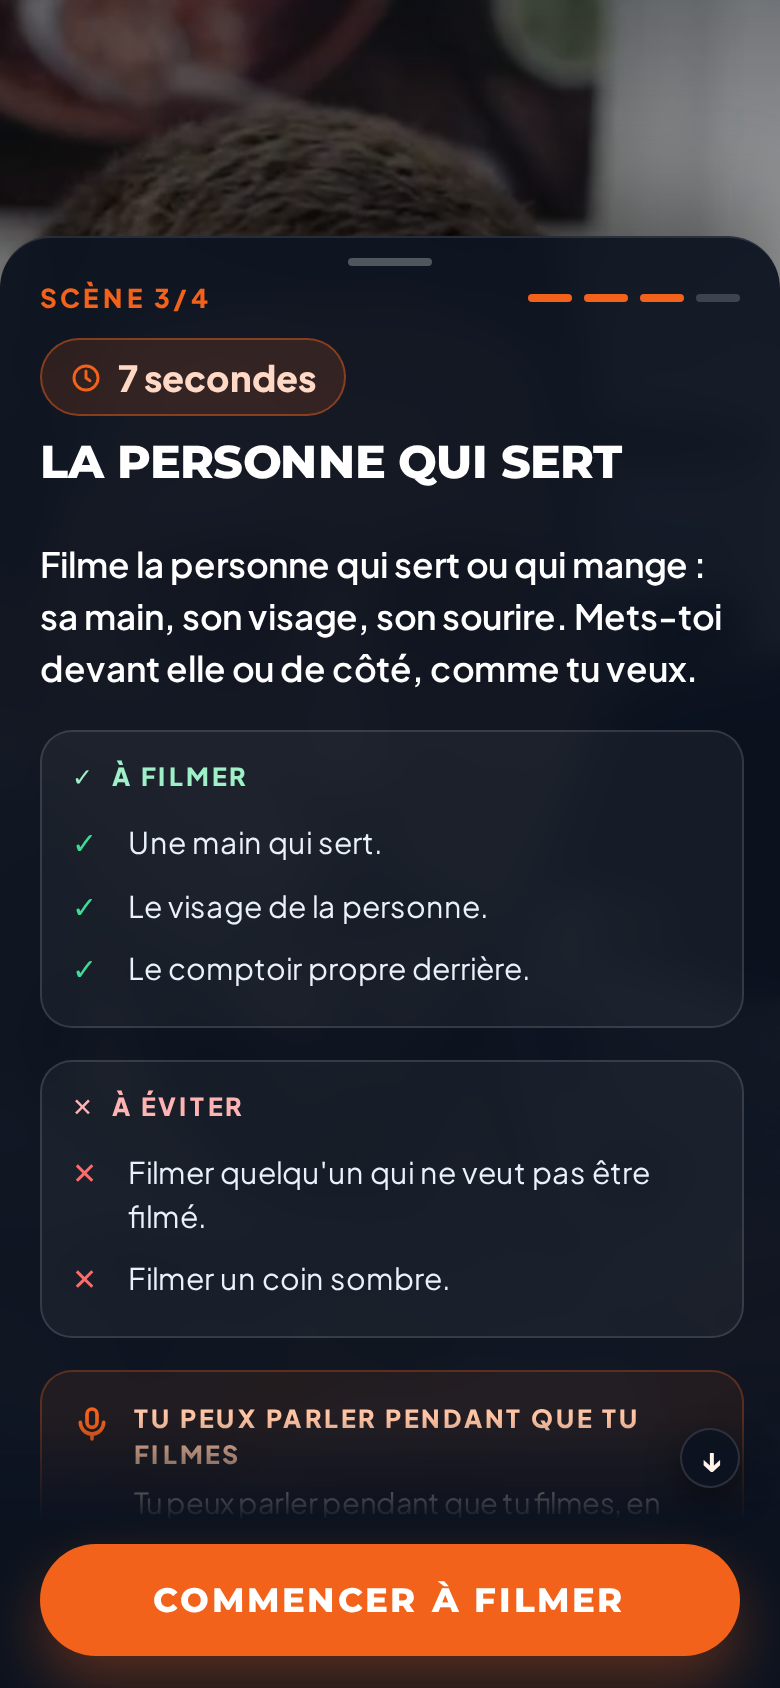 SCÈNE 3/4
7 secondes
LA PERSONNE QUI SERT
Filme la personne qui sert ou qui mange :
sa main, son visage, son sourire. Mets-toi
devant elle ou de côté, comme tu veux.
✓ À FILMER
✓ Une main qui sert.
✓ Le visage de la personne.
✓ Le comptoir propre derrière.
✕ À ÉVITER
✕ Filmer quelqu'un qui ne veut pas être
filmé.
✕ Filmer un coin sombre.
TU PEUX PARLER PENDANT QUE TU
FILMES
Tu peux parler pendant que tu filmes, en
COMMENCER À FILMER